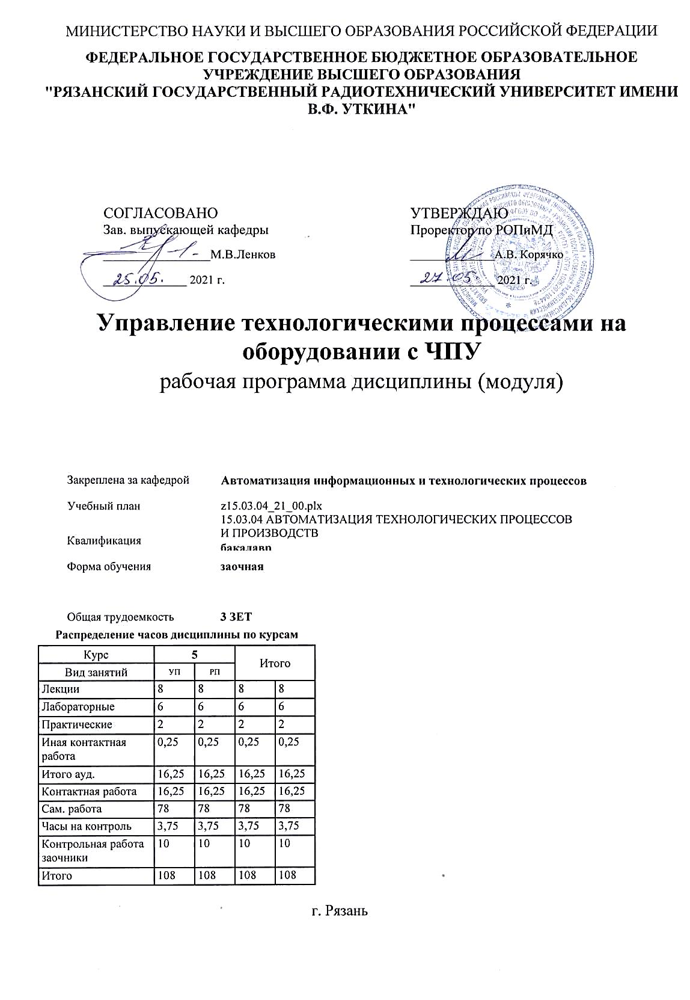 МИНИСТЕРСТВО НАУКИ И ВЫСШЕГО ОБРАЗОВАНИЯ РОССИЙСКОЙ ФЕДЕРАЦИИ
ФЕДЕРАЛЬНОЕ ГОСУДАРСТВЕННОЕ БЮДЖЕТНОЕ ОБРАЗОВАТЕЛЬНОЕ
УЧРЕЖДЕНИЕ ВЫСШЕГО ОБРАЗОВАНИЯ
"РЯЗАНСКИЙ ГОСУДАРСТВЕННЫЙ РАДИОТЕХНИЧЕСКИЙ УНИВЕРСИТЕТ ИМЕНИ
В.Ф. УТКИНА"
СОГЛАСОВАНО
Зав. выпускающей кафедры
М.В.Ленков
25.05. 2021 г.
УТВЕРЖДАЮ
Проректор по РОПиМД
А.В. Корячко
27.05 2021 г.
Управление технологическими процессами на
оборудовании с ЧПУ
рабочая программа дисциплины (модуля)
Закреплена за кафедрой Автоматизация информационных и технологических процессов
Учебный план z15.03.04_21_00.plx
15.03.04 АВТОМАТИЗАЦИЯ ТЕХНОЛОГИЧЕСКИХ ПРОЦЕССОВ
И ПРОИЗВОДСТВ
Квалификация бакалавр
Форма обучения заочная
Общая трудоемкость 3 ЗЕТ
Распределение часов дисциплины по курсам
Курс 5 Итого
Вид занятий УП РП
Лекции 8 8 8 8
Лабораторные 6 6 6 6
Практические 2 2 2 2
Иная контактная 0,25 0,25 0,25 0,25
работа
Итого ауд. 16,25 16,25 16,25 16,25
Контактная работа 16,25 16,25 16,25 16,25
Сам. работа 78 78 78 78
Часы на контроль 3,75 3,75 3,75 3,75
Контрольная работа 10 10 10 10
заочники
Итого 108 108 108 108
г. Рязань